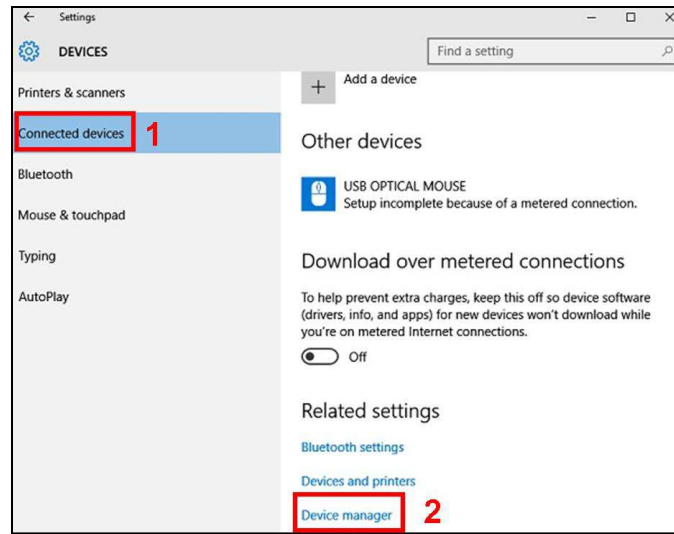 Settings
DEVICES
Find a setting
Printers & scanners
Connected devices 1
Bluetooth
Mouse & touchpad
Typing
AutoPlay
Add a device
Other devices
USB OPTICAL MOUSE
Setup incomplete because of a metered connection.
Download over metered connections
To help prevent extra charges, keep this off so device software
(drivers, info, and apps) for new devices won't download while
you're on metered Internet connections.
Off
Related settings
Bluetooth settings
Devices and printers
Device manager 2